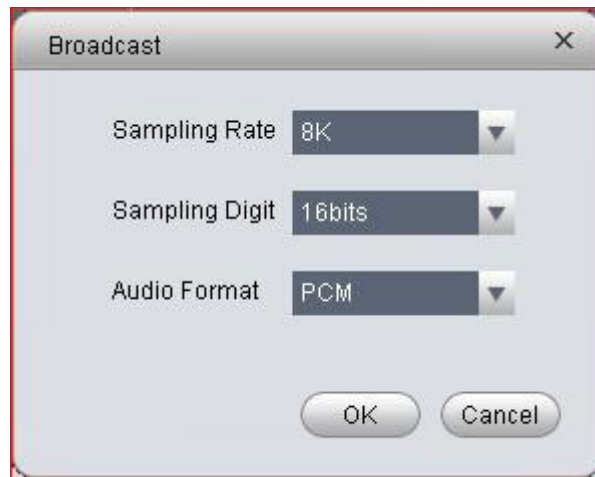 Broadcast
Sampling Rate 8K
Sampling Digit 16bits
Audio Format PCM
OK Cancel